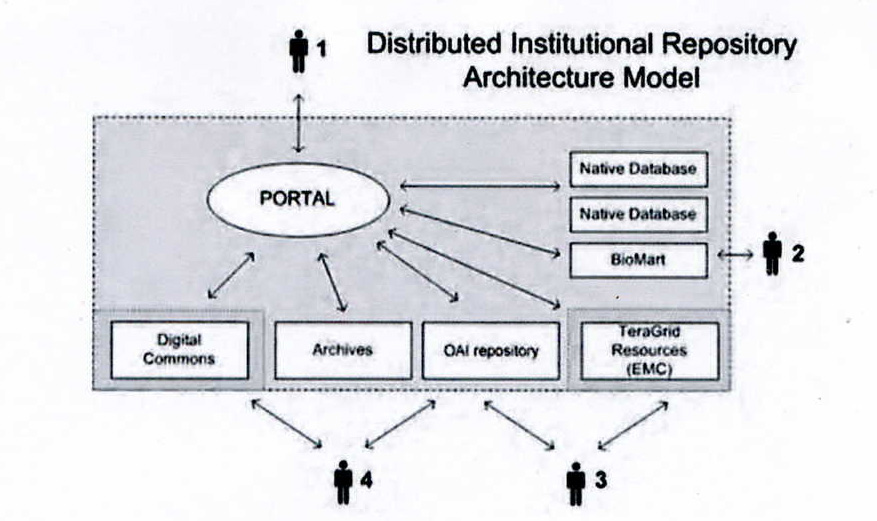 1
Distributed Institutional Repository
Architecture Model
PORTAL
Native Database
Native Database
BioMart
2
Digital
Commons
Archives
OAI repository
TeraGrid
Resources
(EMC)
4
3